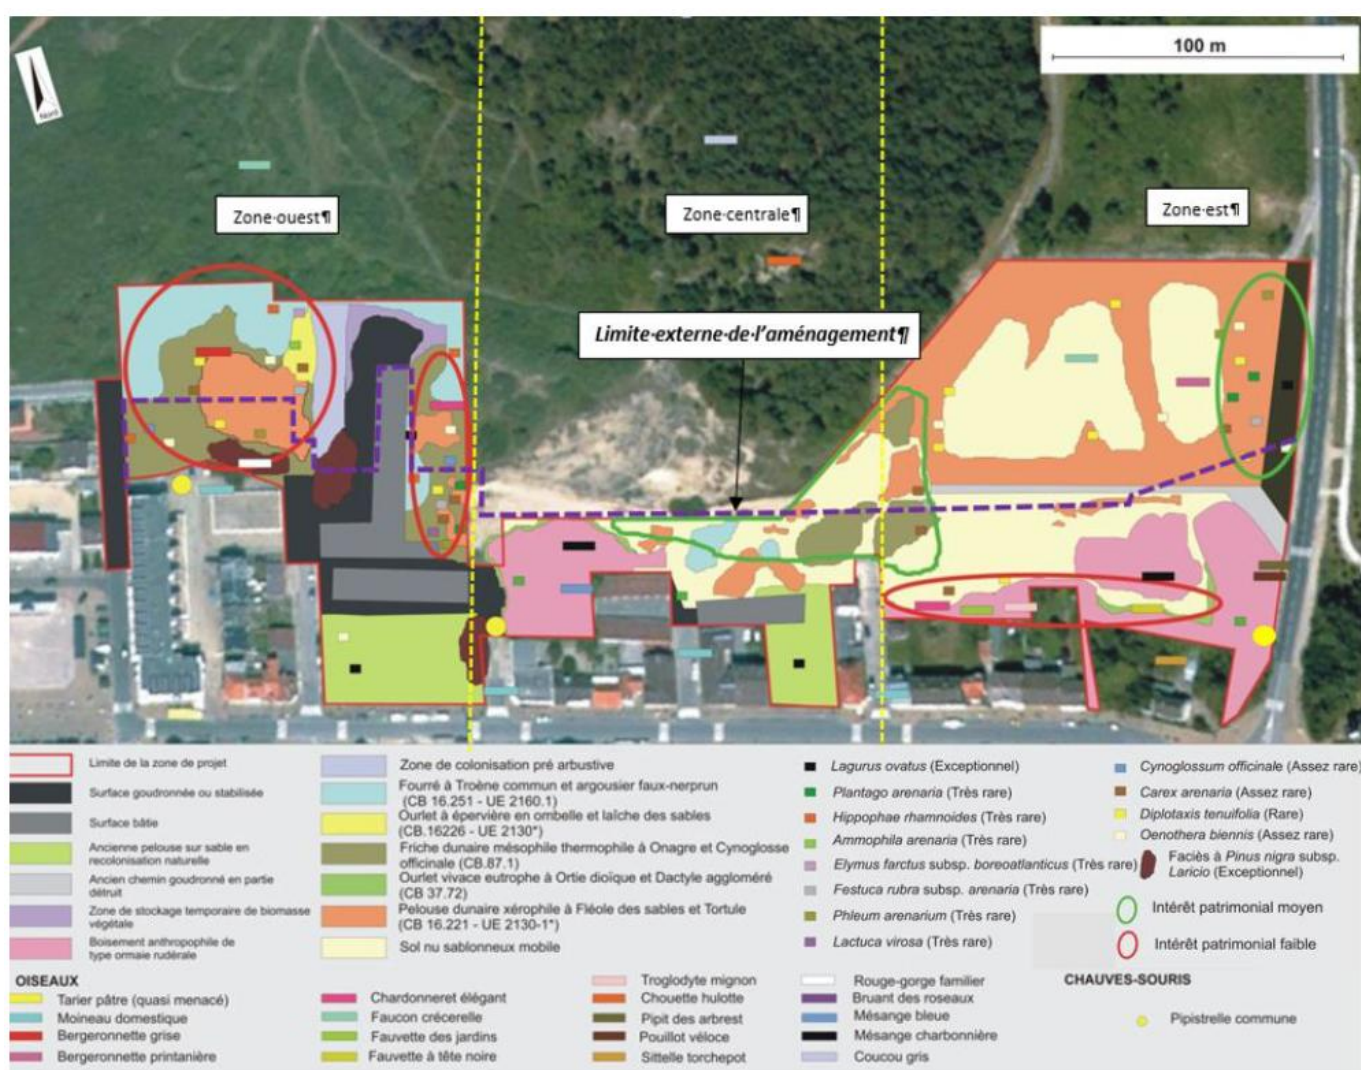 100 m
Nord
Zone·ouest¶
Zone·centrale¶
Zone·est¶
Limite·externe·de·l'aménagement¶
Limite de la zone de projet
Surface goudronnée ou stabilisée
Surface bâtie
Ancienne pelouse sur sable en
recolonisation naturelle
Ancien chemin goudronné en partie
détruit
Zone de stockage temporaire de biomasse
végétale
Boisement anthropophile de
type ormaie rudérale
Zone de colonisation pré arbustive
Fourré à Troène commun et argousier faux-nerprun
(CB 16.251 - UE 2160.1)
Ourlet à épervière en ombelle et laîche des sables
(CB.16226 - UE 2130*)
Friche dunaire mésophile thermophile à Onagre et Cynoglosse
officinale (CB.87.1)
Ourlet vivace eutrophe à Ortie dioïque et Dactyle aggloméré
(CB 37.72)
Pelouse dunaire xérophile à Fléole des sables et Tortule
(CB 16.221 - UE 2130-1*)
Sol nu sablonneux mobile
Lagurus ovatus (Exceptionnel)
Plantago arenaria (Très rare)
Hippophae rhamnoides (Très rare)
Ammophila arenaria (Très rare)
Elymus farctus subsp. boreoatlanticus (Très rare)
Festuca rubra subsp. arenaria (Très rare)
Phleum arenarium (Très rare)
Lactuca virosa (Très rare)
Cynoglossum officinale (Assez rare)
Carex arenaria (Assez rare)
Diplotaxis tenuifolia (Rare)
Oenothera biennis (Assez rare)
Faciès à Pinus nigra subsp.
Laricio (Exceptionnel)
Intérêt patrimonial moyen
Intérêt patrimonial faible
OISEAUX
Tarier pâtre (quasi menacé)
Moineau domestique
Bergeronnette grise
Bergeronnette printanière
Chardonneret élégant
Faucon crécerelle
Fauvette des jardins
Fauvette à tête noire
Troglodyte mignon
Chouette hulotte
Pipit des arbrest
Pouillot véloce
Sittelle torchepot
Rouge-gorge familier
Bruant des roseaux
Mésange bleue
Mésange charbonnière
Coucou gris
CHAUVES-SOURIS
Pipistrelle commune